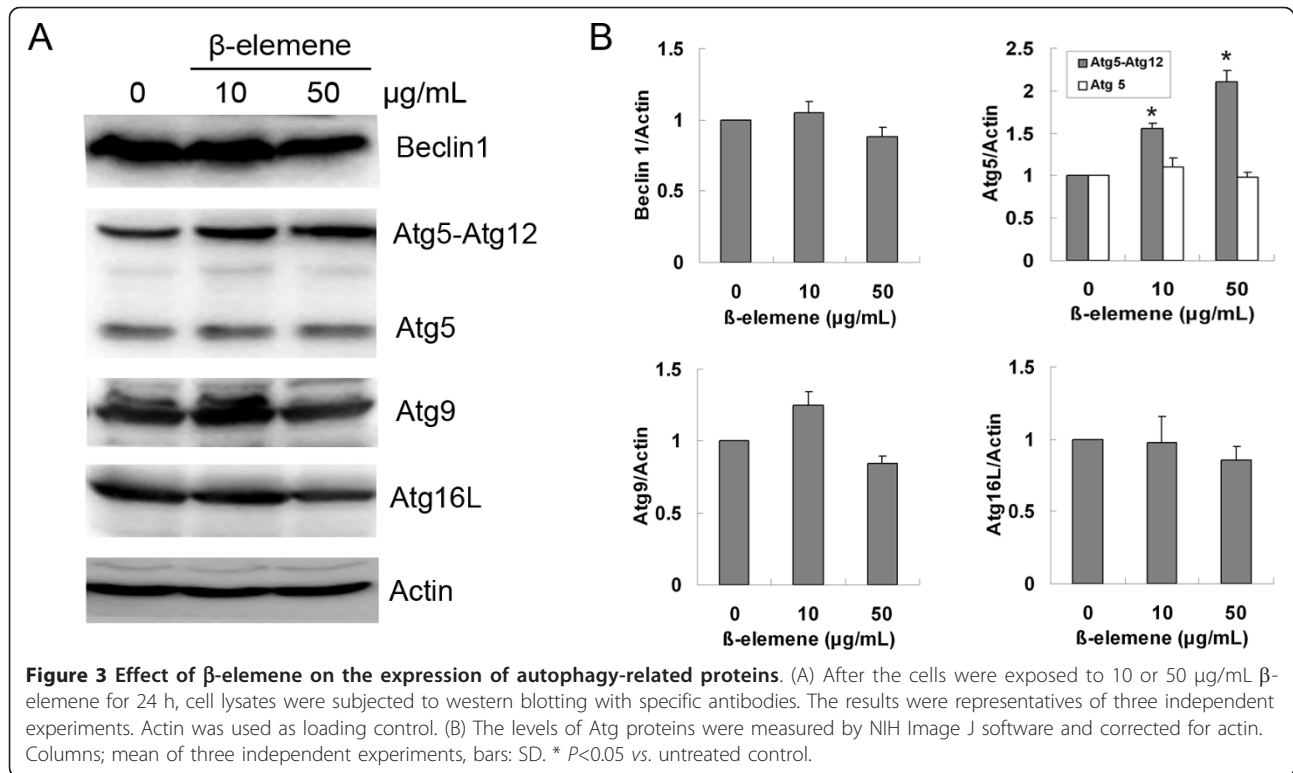 A
β-elemene
0 10 50 µg/mL
Beclin1
Atg5-Atg12
Atg5
Atg9
Atg16L
Actin
B
Beclin 1/Actin
1.5
1
0.5
0
0 10 50
ß-elemene (µg/mL)
Atg5/Actin
2.5
2
1.5
1
0.5
0
Atg5-Atg12
Atg 5
*
*
0 10 50
ß-elemene (µg/mL)
Atg9/Actin
1.5
1
0.5
0
0 10 50
ß-elemene (µg/mL)
Atg16L/Actin
1.5
1
0.5
0
0 10 50
ß-elemene (µg/mL)
Figure 3 Effect of β-elemene on the expression of autophagy-related proteins. (A) After the cells were exposed to 10 or 50 µg/mL β-
elemene for 24 h, cell lysates were subjected to western blotting with specific antibodies. The results were representatives of three independent
experiments. Actin was used as loading control. (B) The levels of Atg proteins were measured by NIH Image J software and corrected for actin.
Columns; mean of three independent experiments, bars: SD. * P<0.05 vs. untreated control.